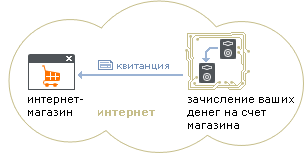 квитанция
интернет-
магазин
интернет
зачисление ваших
денег на счет
магазина